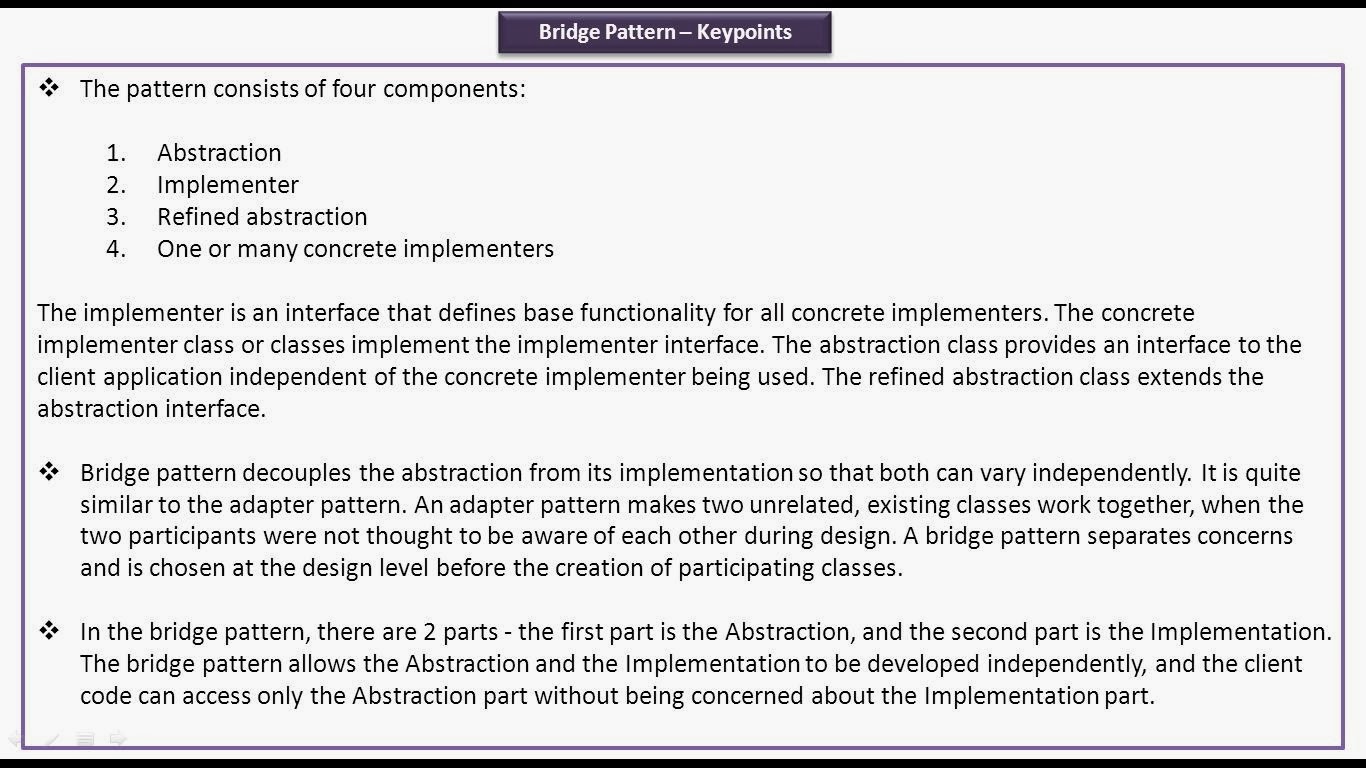 Bridge Pattern – Keypoints
❖ The pattern consists of four components:
1. Abstraction
2. Implementer
3. Refined abstraction
4. One or many concrete implementers
The implementer is an interface that defines base functionality for all concrete implementers. The concrete
implementer class or classes implement the implementer interface. The abstraction class provides an interface to the
client application independent of the concrete implementer being used. The refined abstraction class extends the
abstraction interface.
❖ Bridge pattern decouples the abstraction from its implementation so that both can vary independently. It is quite
similar to the adapter pattern. An adapter pattern makes two unrelated, existing classes work together, when the
two participants were not thought to be aware of each other during design. A bridge pattern separates concerns
and is chosen at the design level before the creation of participating classes.
❖ In the bridge pattern, there are 2 parts - the first part is the Abstraction, and the second part is the Implementation.
The bridge pattern allows the Abstraction and the Implementation to be developed independently, and the client
code can access only the Abstraction part without being concerned about the Implementation part.